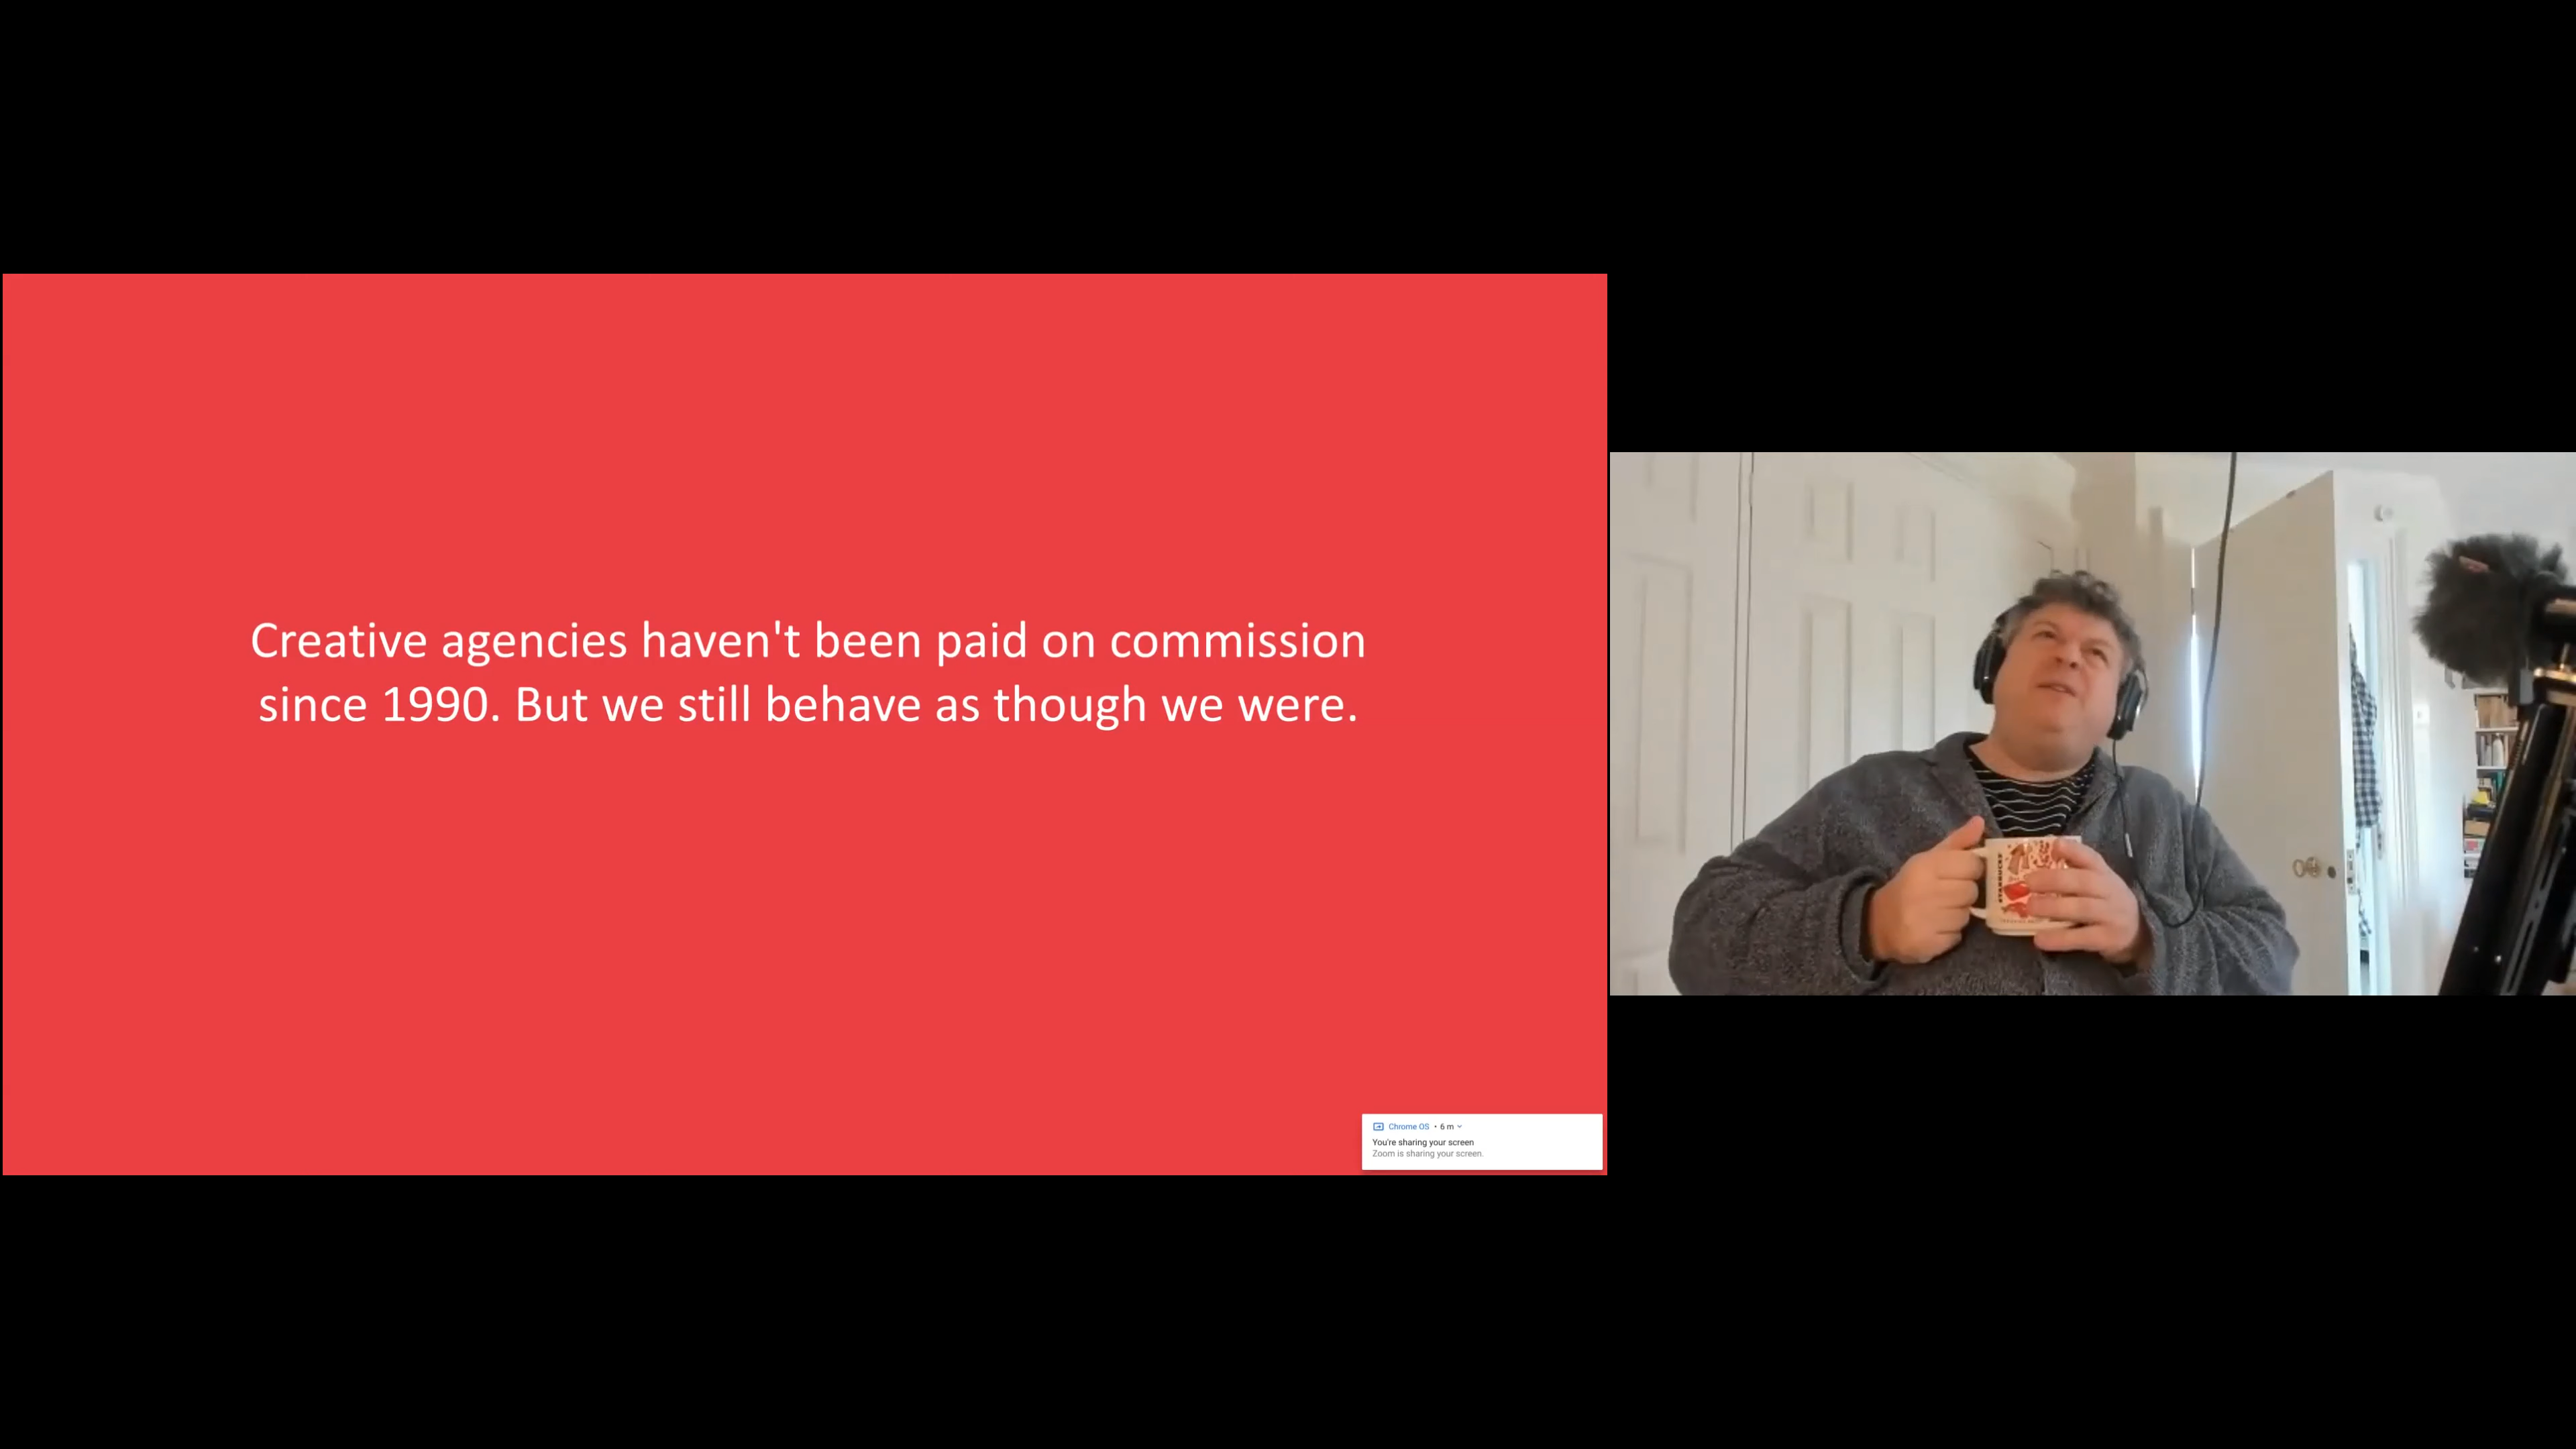 Creative agencies haven't been paid on commission
since 1990. But we still behave as though we were.
Chrome OS • 6 m
You're sharing your screen
Zoom is sharing your screen.
STARBUCKS